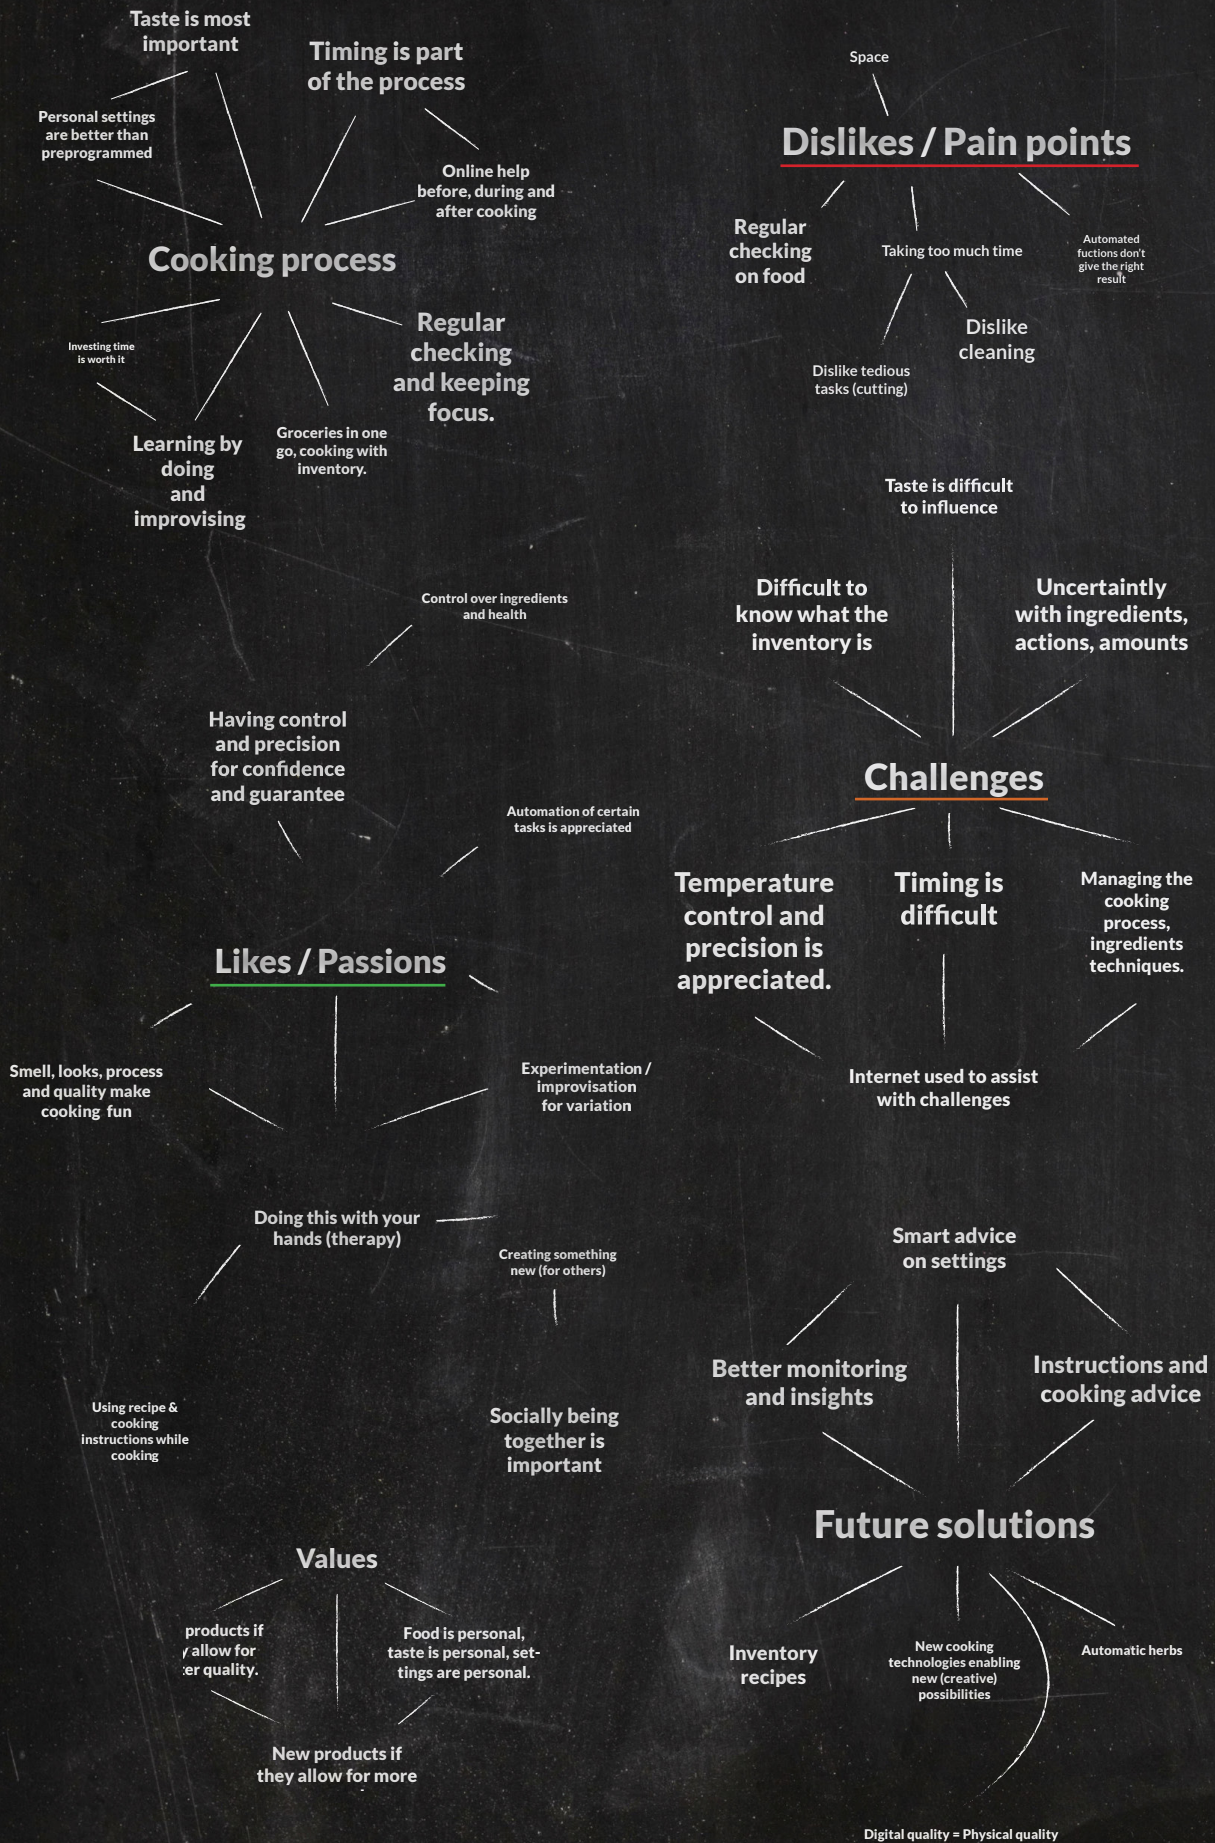 Taste is most
important
Timing is part
of the process
Personal settings
are better than
preprogrammed
Online help
before, during and
after cooking
Cooking process
Investing time
is worth it
Regular
checking
and keeping
focus.
Learning by
doing
and
improvising
Groceries in one
go, cooking with
inventory.
Space
Dislikes / Pain points
Regular
checking
on food
Taking too much time
Automated
fuctions don't
give the right
result
Dislike
cleaning
Dislike tedious
tasks (cutting)
Taste is difficult
to influence
Difficult to
know what the
inventory is
Uncertaintly
with ingredients,
actions, amounts
Challenges
Temperature
control and
precision is
appreciated.
Timing is
difficult
Managing the
cooking
process,
ingredients
techniques.
Internet used to assist
with challenges
Control over ingredients
and health
Having control
and precision
for confidence
and guarantee
Automation of certain
tasks is appreciated
Likes / Passions
Smell, looks, process
and quality make
cooking fun
Experimentation /
improvisation
for variation
Doing this with your
hands (therapy)
Creating something
new (for others)
Using recipe &
cooking
instructions while
cooking
Socially being
together is
important
Smart advice
on settings
Better monitoring
and insights
Instructions and
cooking advice
Future solutions
Inventory
recipes
New cooking
technologies enabling
new (creative)
possibilities
Automatic herbs
Digital quality = Physical quality
Values
products if
allow for
er quality.
Food is personal,
taste is personal, set-
tings are personal.
New products if
they allow for more